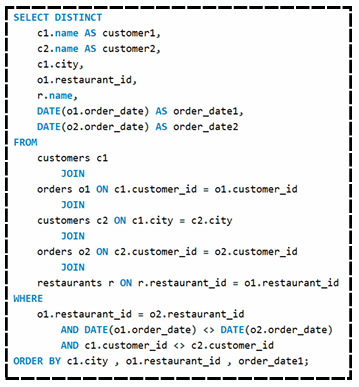 SELECT DISTINCT
c1.name AS customer1,
c2.name AS customer2,
c1.city,
o1.restaurant_id,
r.name,
DATE(o1.order_date) AS order_date1,
DATE(o2.order_date) AS order_date2
FROM
customers c1
JOIN
orders o1 ON c1.customer_id = o1.customer_id
JOIN
customers c2 ON c1.city = c2.city
JOIN
orders o2 ON c2.customer_id = o2.customer_id
JOIN
restaurants r ON r.restaurant_id = o1.restaurant_id
WHERE
o1.restaurant_id = o2.restaurant_id
AND DATE(o1.order_date) <> DATE(o2.order_date)
AND c1.customer_id <> c2.customer_id
ORDER BY c1.city , o1.restaurant_id , order_date1;